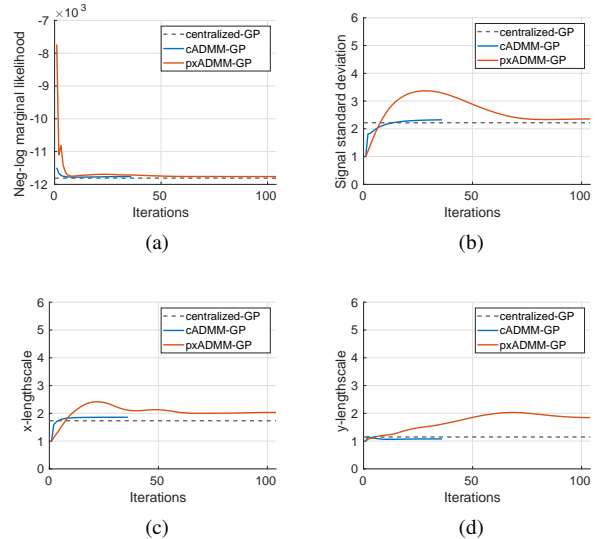 -×10³
-7
-8
-9
-10
-11
-12
0
50
100
Neg-log marginal likelihood
Iterations
centralized-GP
cADMM-GP
pxADMM-GP
(a)
6
5
4
3
2
1
0
0
50
100
Signal standard deviation
Iterations
centralized-GP
cADMM-GP
pxADMM-GP
(b)
6
5
4
3
2
1
0
0
50
100
x-lengthscale
Iterations
centralized-GP
cADMM-GP
pxADMM-GP
(c)
6
5
4
3
2
1
0
0
50
100
y-lengthscale
Iterations
centralized-GP
cADMM-GP
pxADMM-GP
(d)